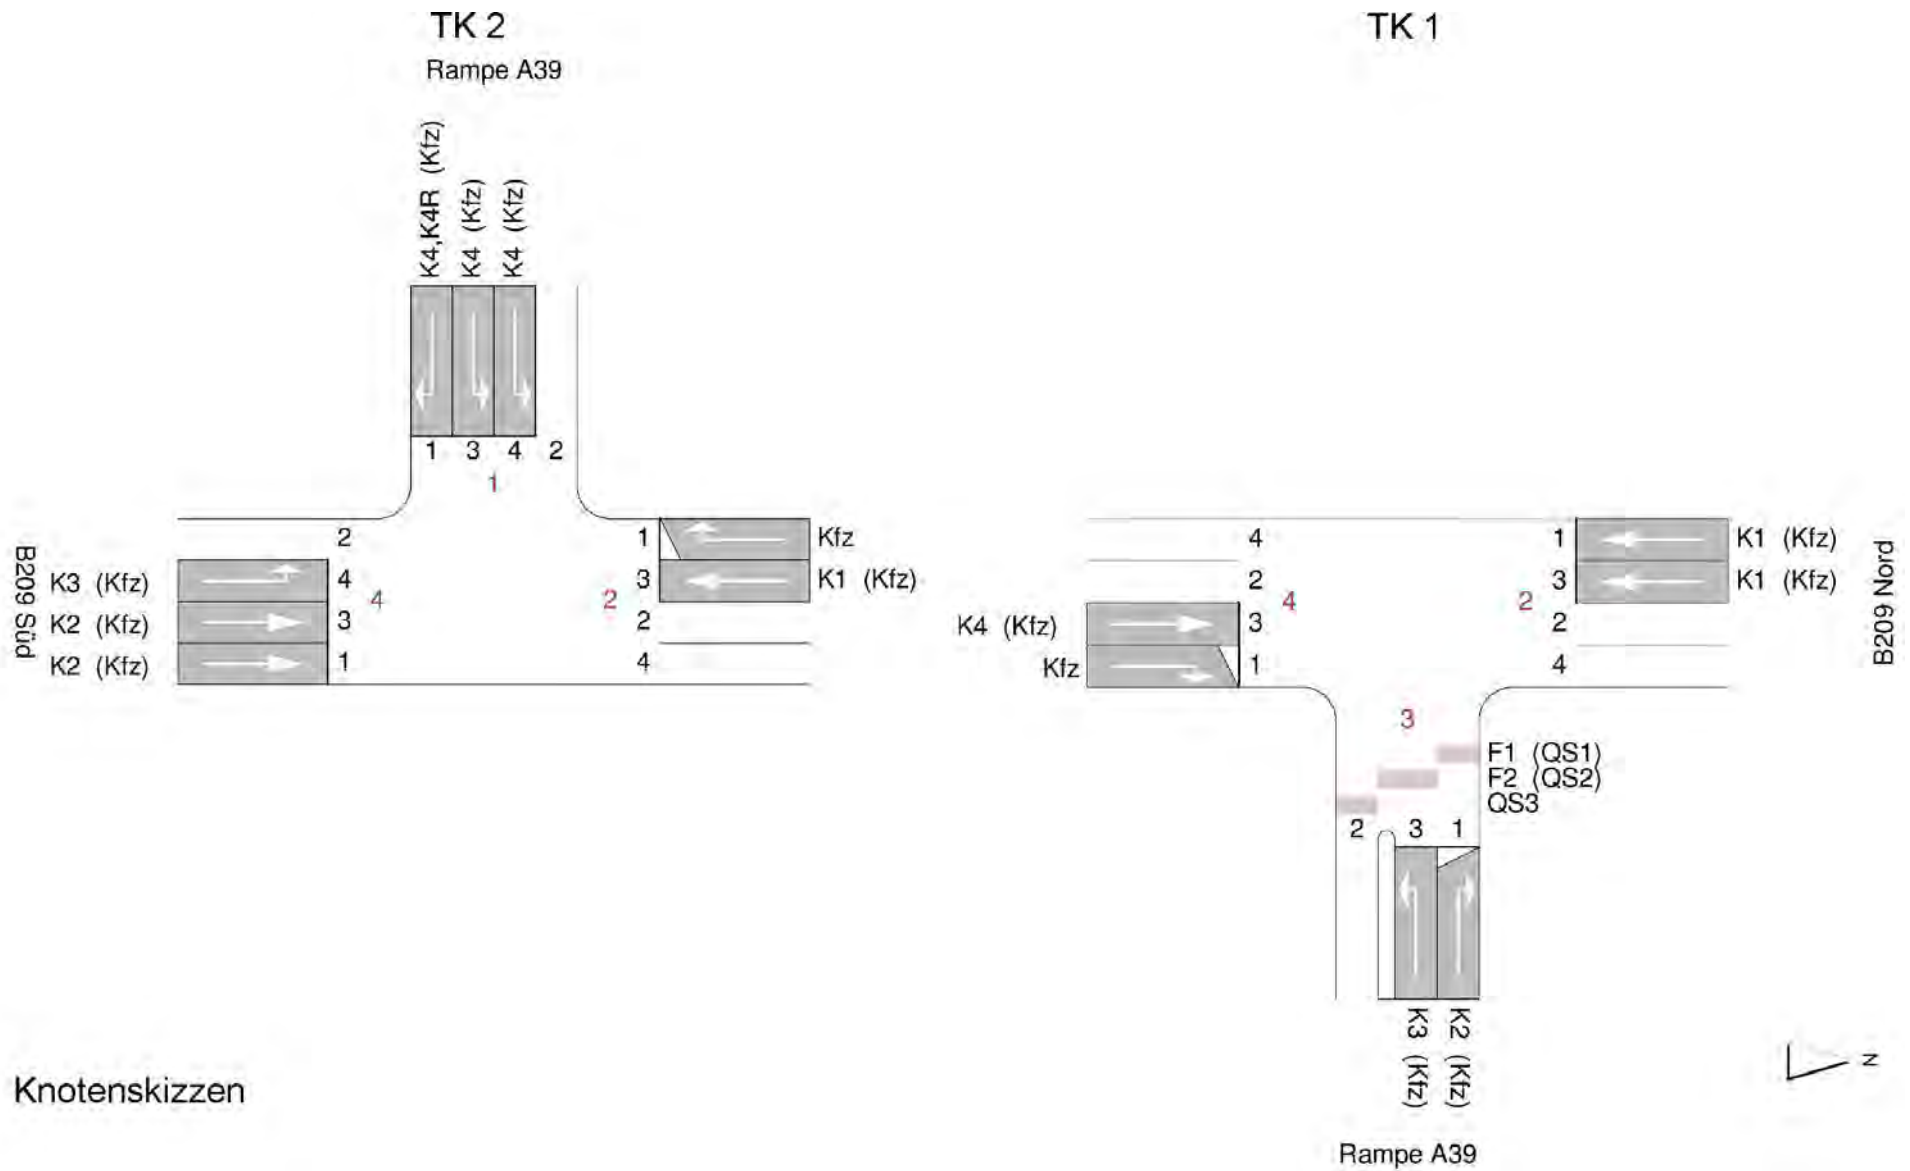 TK 2
Rampe A39
K4,K4R (Kfz)
K4 (Kfz)
K4 (Kfz)
1 3 4 2
1
B209 Süd
2
K3 (Kfz) 4
K2 (Kfz) 3
K2 (Kfz) 1
4
2
1 Kfz
3 K1 (Kfz)
2
4
TK 1
4
2
K4 (Kfz) 3
Kfz 1
4
2
1 K1 (Kfz)
3 K1 (Kfz)
2
4
B209 Nord
3
F1 (QS1)
F2 (QS2)
QS3
2 3 1
K3 (Kfz)
K2 (Kfz)
Rampe A39
N
Knotenskizzen